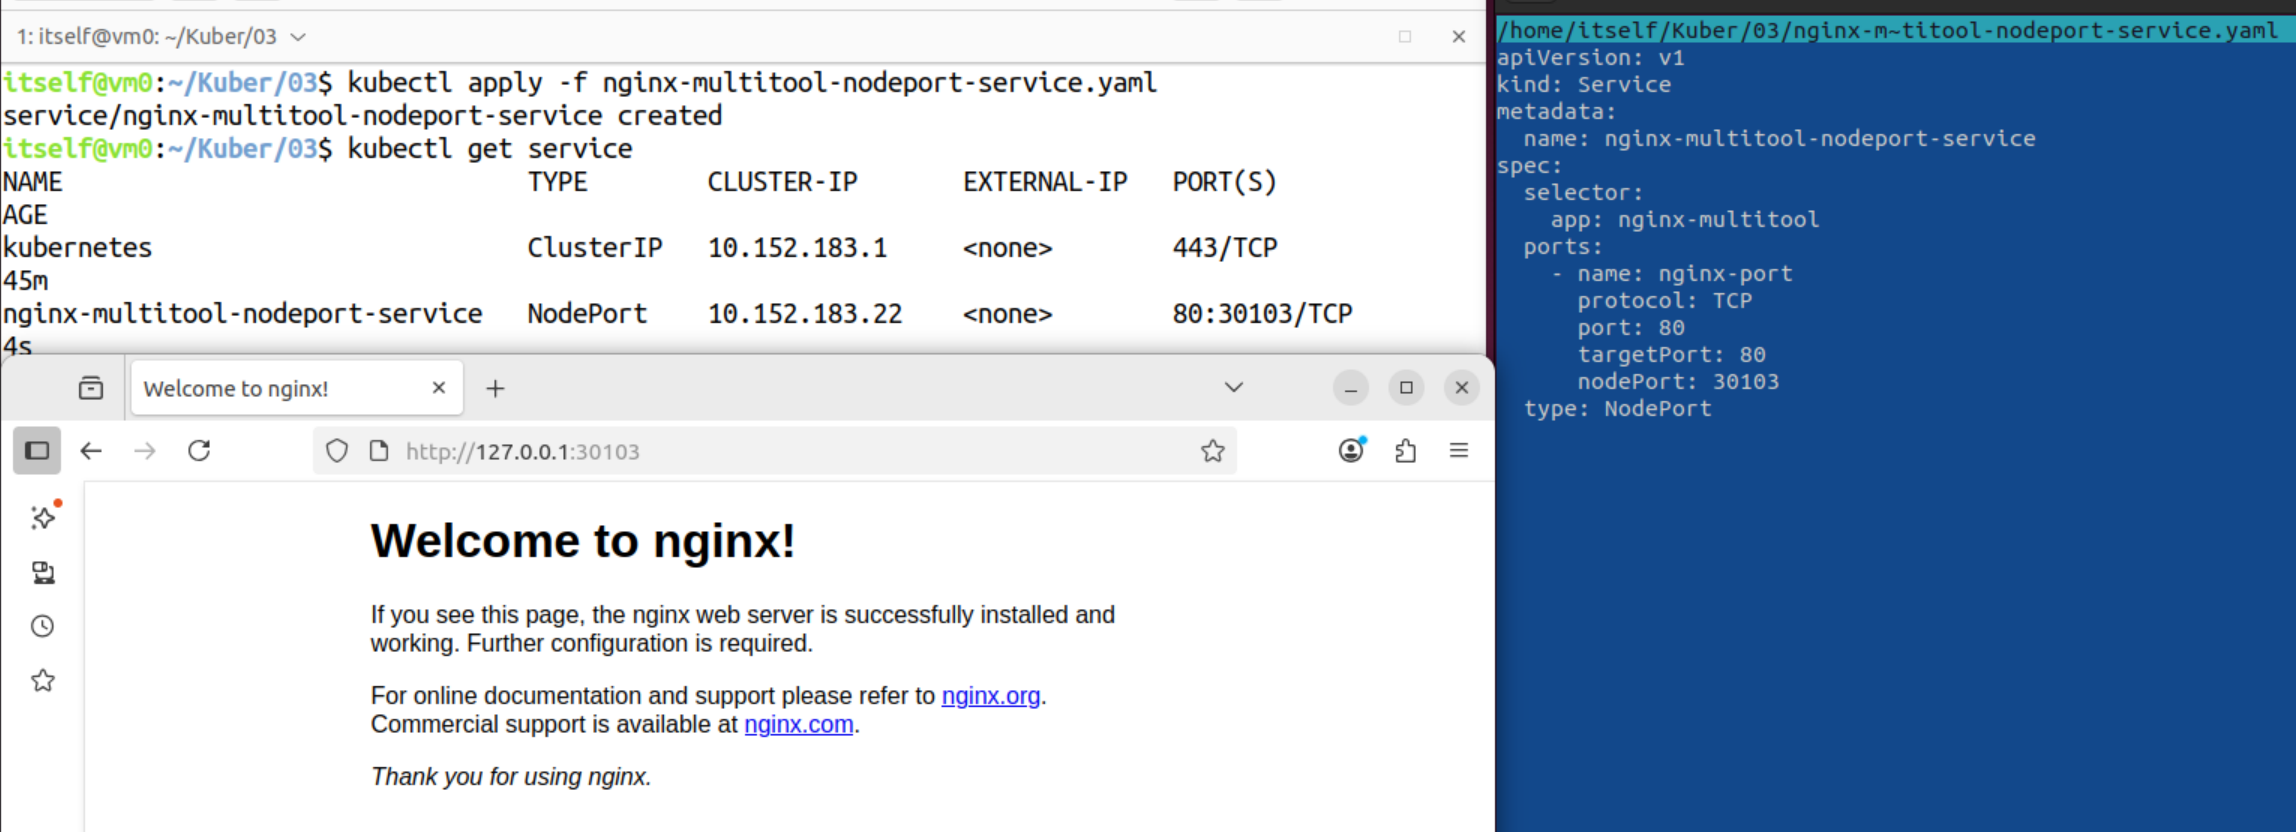 1: itself@vm0: ~/Kuber/03
itself@vm0:~/Kuber/03$ kubectl apply -f nginx-multitool-nodeport-service.yaml
service/nginx-multitool-nodeport-service created
itself@vm0:~/Kuber/03$ kubectl get service
NAME TYPE CLUSTER-IP EXTERNAL-IP PORT(S)
AGE
kubernetes ClusterIP 10.152.183.1 <none> 443/TCP
45m
nginx-multitool-nodeport-service NodePort 10.152.183.22 <none> 80:30103/TCP
4s
Welcome to nginx!
http://127.0.0.1:30103
Welcome to nginx!
If you see this page, the nginx web server is successfully installed and
working. Further configuration is required.
For online documentation and support please refer to nginx.org.
Commercial support is available at nginx.com.
Thank you for using nginx.
/home/itself/Kuber/03/nginx-m~titool-nodeport-service.yaml
apiVersion: v1
kind: Service
metadata:
  name: nginx-multitool-nodeport-service
spec:
  selector:
    app: nginx-multitool
  ports:
    - name: nginx-port
      protocol: TCP
      port: 80
      targetPort: 80
      nodePort: 30103
  type: NodePort